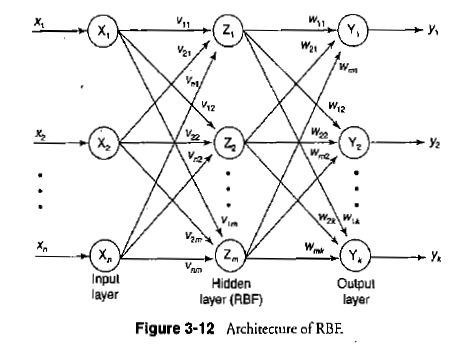 x1 X1 v11 Z1 w11 Y1 y1
v21 w21
vn1 wm1
v12 w12
x2 X2 v22 Z2 w22 Y2 y2
vn2 wm2
v1m w2k w1k
v2m
xn Xn vnm Zm wmk Yk yk
Input layer
Hidden layer (RBF)
Output layer
Figure 3-12 Architecture of RBF.